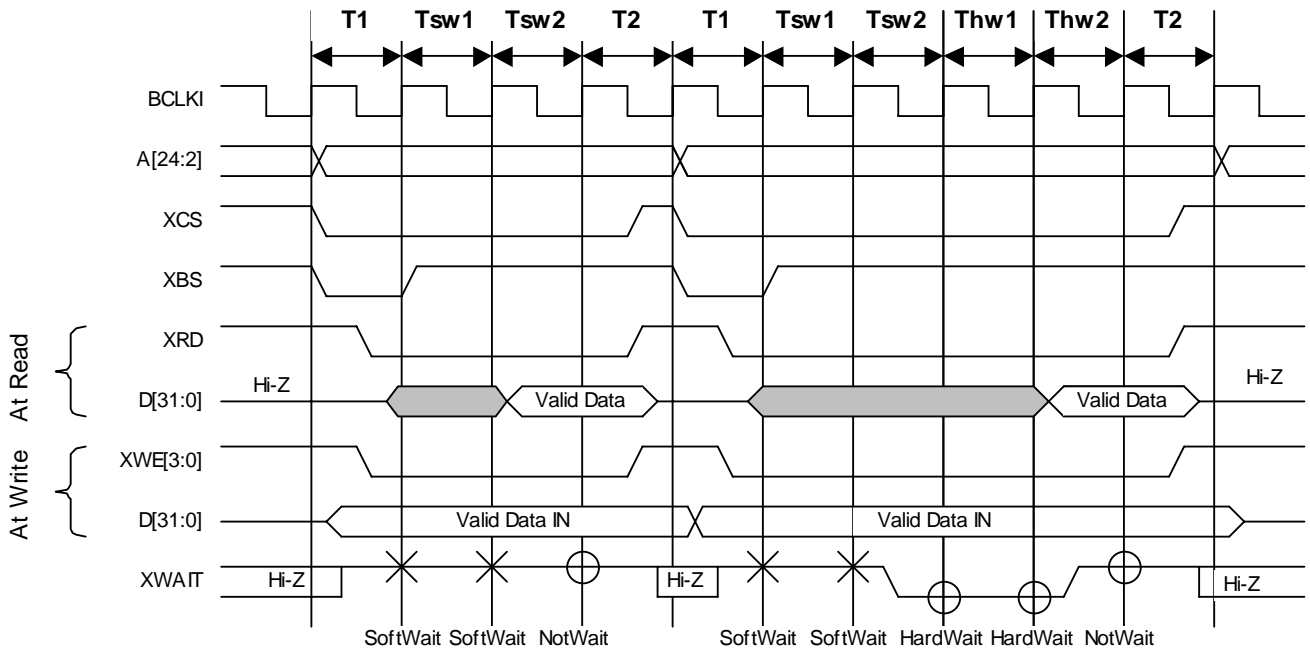 T1 Tsw1 Tsw2 T2 T1 Tsw1 Tsw2 Thw1 Thw2 T2
BCLKI
A[24:2]
XCS
XBS
At Read
XRD
Hi-Z
Hi-Z
D[31:0] Valid Data Valid Data
At Write
XWE[3:0]
D[31:0] Valid Data IN Valid Data IN
XWAIT Hi-Z Hi-Z Hi-Z
SoftWait SoftWait NotWait SoftWait SoftWait HardWait HardWait NotWait